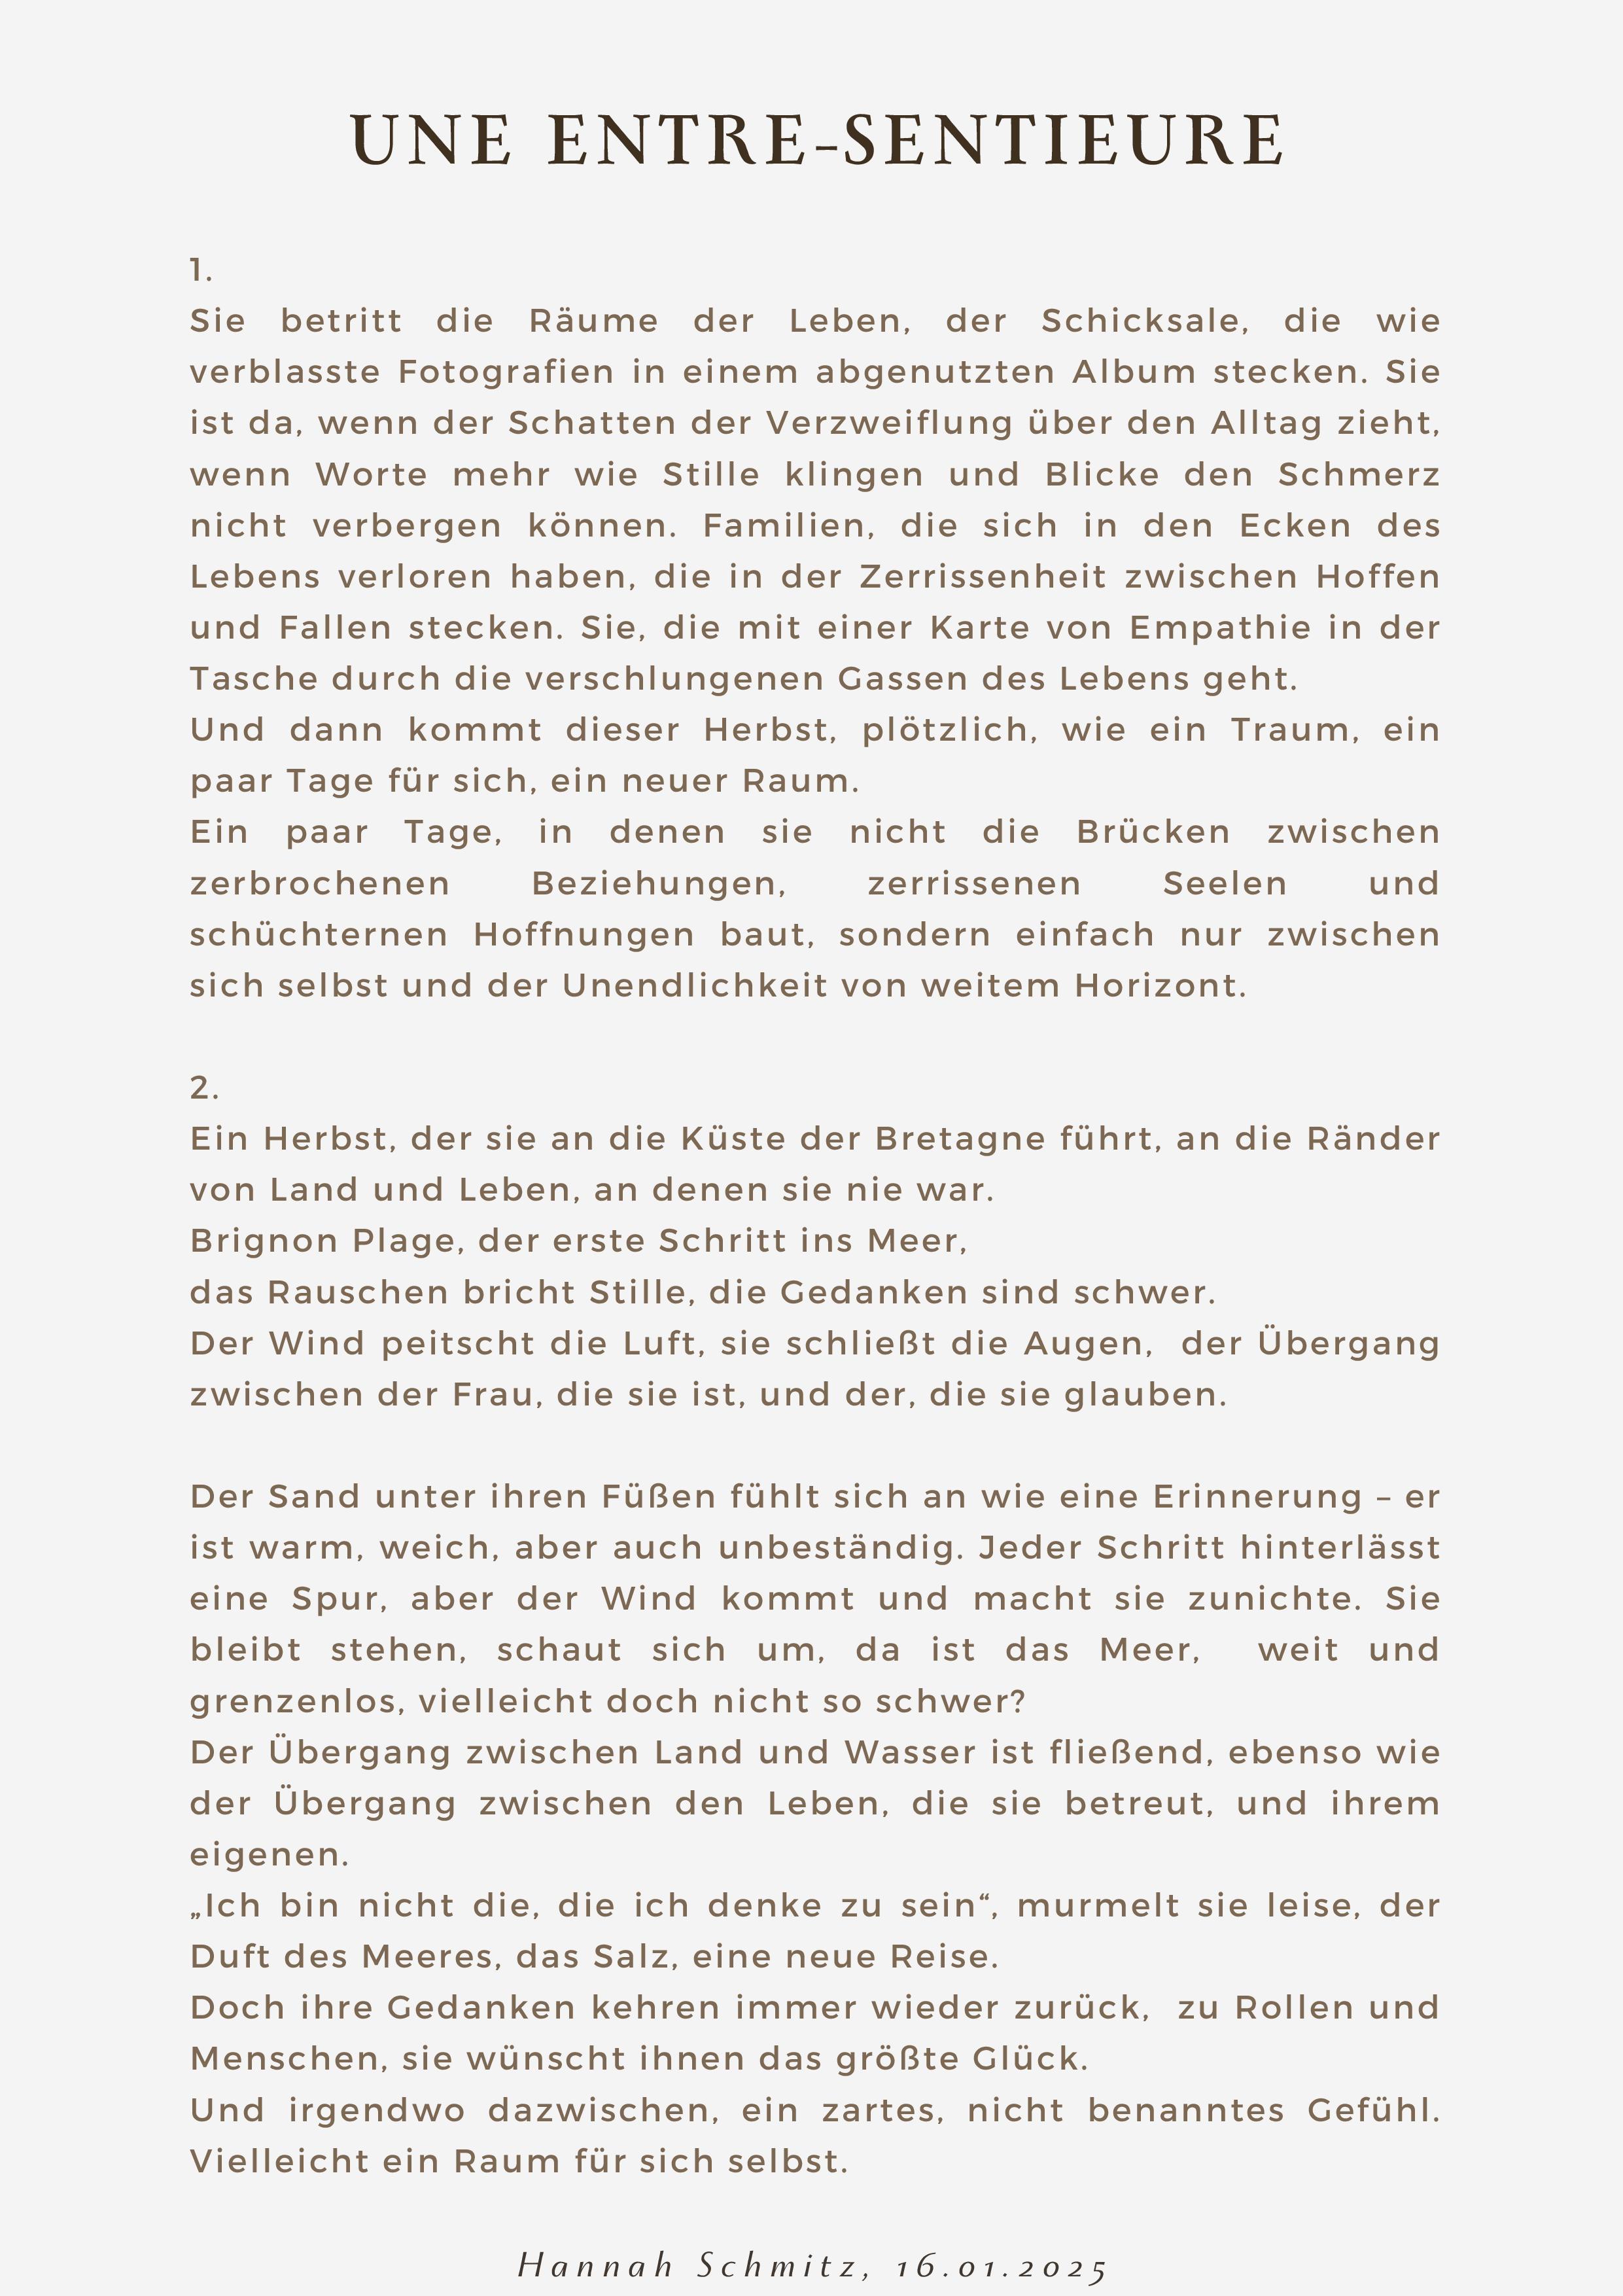 UNE ENTRE-SENTIEURE
1.
Sie betritt die Räume der Leben, der Schicksale, die wie
verblasste Fotografien in einem abgenutzten Album stecken. Sie
ist da, wenn der Schatten der Verzweiflung über den Alltag zieht,
wenn Worte mehr wie Stille klingen und Blicke den Schmerz
nicht verbergen können. Familien, die sich in den Ecken des
Lebens verloren haben, die in der Zerrissenheit zwischen Hoffen
und Fallen stecken. Sie, die mit einer Karte von Empathie in der
Tasche durch die verschlungenen Gassen des Lebens geht.
Und dann kommt dieser Herbst, plötzlich, wie ein Traum, ein
paar Tage für sich, ein neuer Raum.
Ein paar Tage, in denen sie nicht die Brücken zwischen
zerbrochenen Beziehungen, zerrissenen Seelen und
schüchternen Hoffnungen baut, sondern einfach nur zwischen
sich selbst und der Unendlichkeit von weitem Horizont.
2.
Ein Herbst, der sie an die Küste der Bretagne führt, an die Ränder
von Land und Leben, an denen sie nie war.
Brignon Plage, der erste Schritt ins Meer,
das Rauschen bricht Stille, die Gedanken sind schwer.
Der Wind peitscht die Luft, sie schließt die Augen, der Übergang
zwischen der Frau, die sie ist, und der, die sie glauben.
Der Sand unter ihren Füßen fühlt sich an wie eine Erinnerung – er
ist warm, weich, aber auch unbeständig. Jeder Schritt hinterlässt
eine Spur, aber der Wind kommt und macht sie zunichte. Sie
bleibt stehen, schaut sich um, da ist das Meer, weit und
grenzenlos, vielleicht doch nicht so schwer?
Der Übergang zwischen Land und Wasser ist fließend, ebenso wie
der Übergang zwischen den Leben, die sie betreut, und ihrem
eigenen.
„Ich bin nicht die, die ich denke zu sein“, murmelt sie leise, der
Duft des Meeres, das Salz, eine neue Reise.
Doch ihre Gedanken kehren immer wieder zurück, zu Rollen und
Menschen, sie wünscht ihnen das größte Glück.
Und irgendwo dazwischen, ein zartes, nicht benanntes Gefühl.
Vielleicht ein Raum für sich selbst.
Hannah Schmitz, 16.01.2025